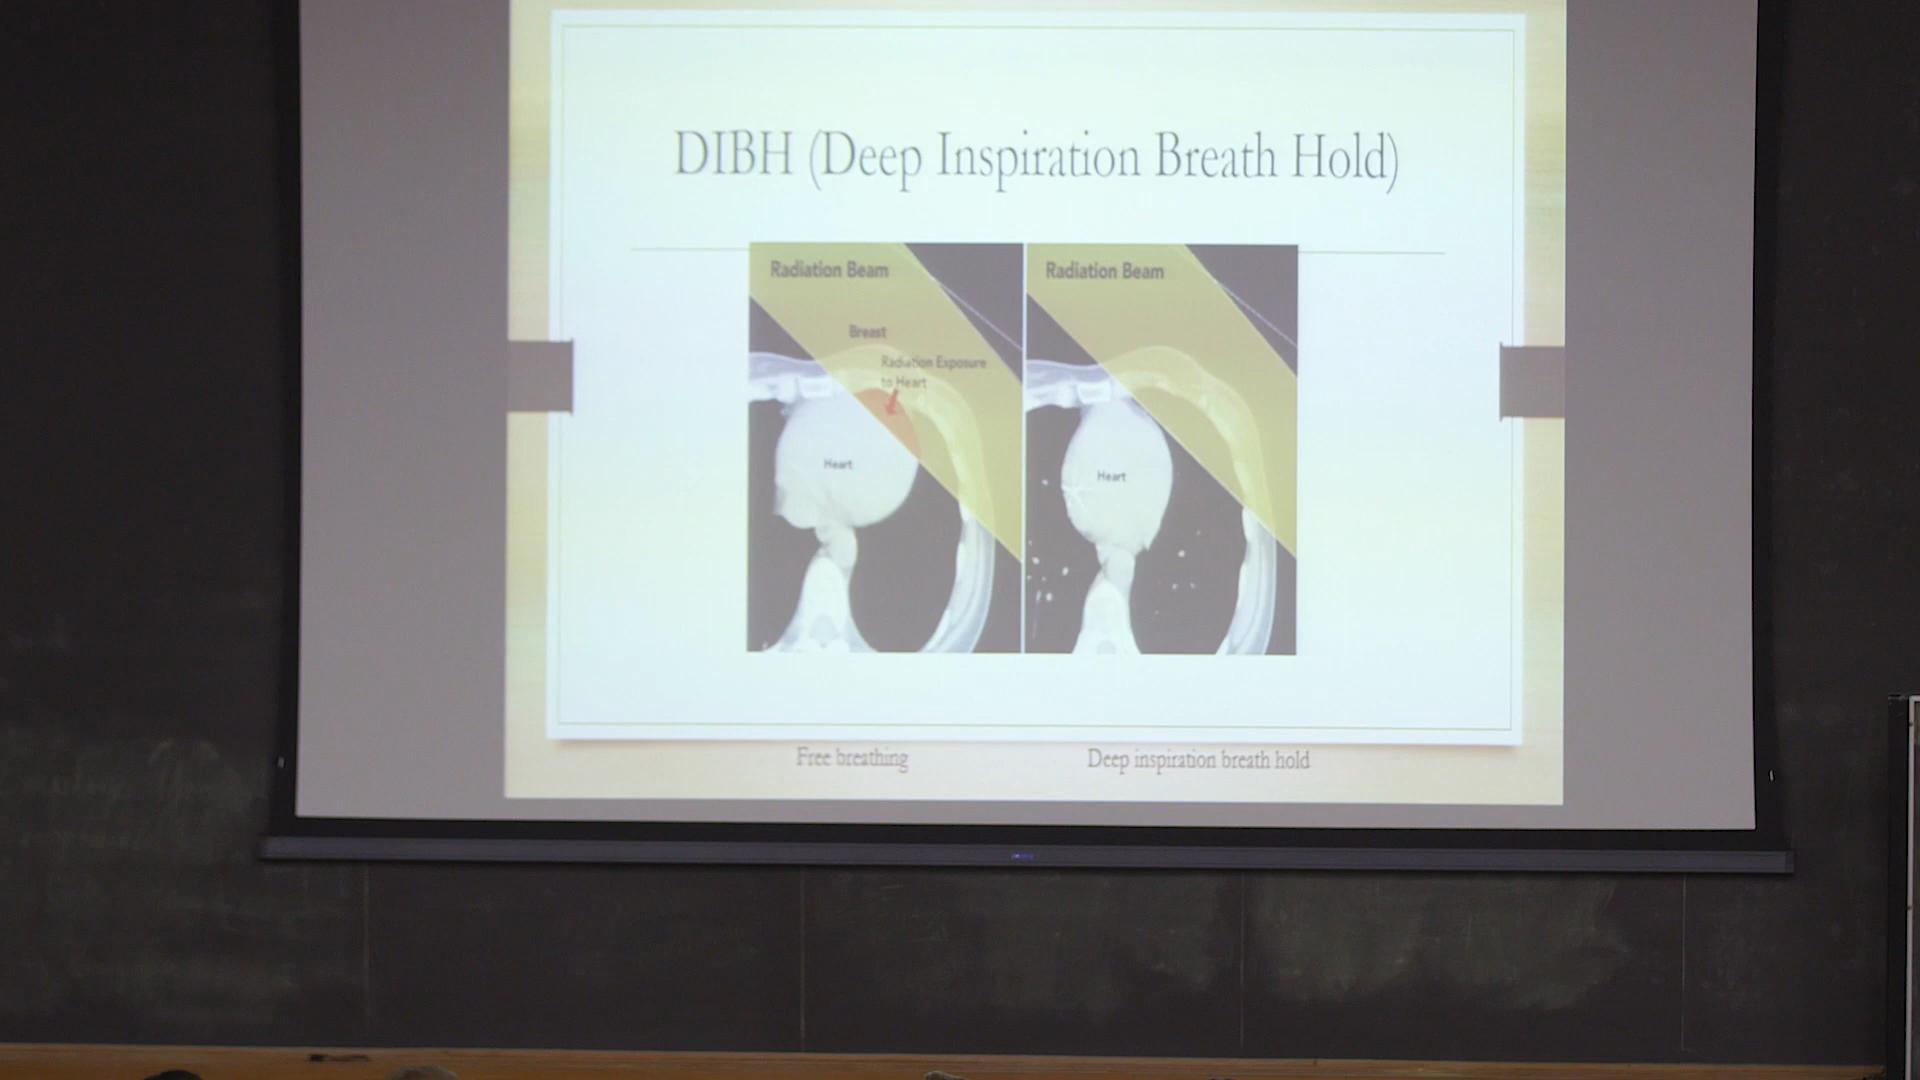 DIBH (Deep Inspiration Breath Hold)
Radiation Beam
Breast
Radiation Exposure
to Heart
Heart
Radiation Beam
Heart
Free breathing
Deep inspiration breath hold